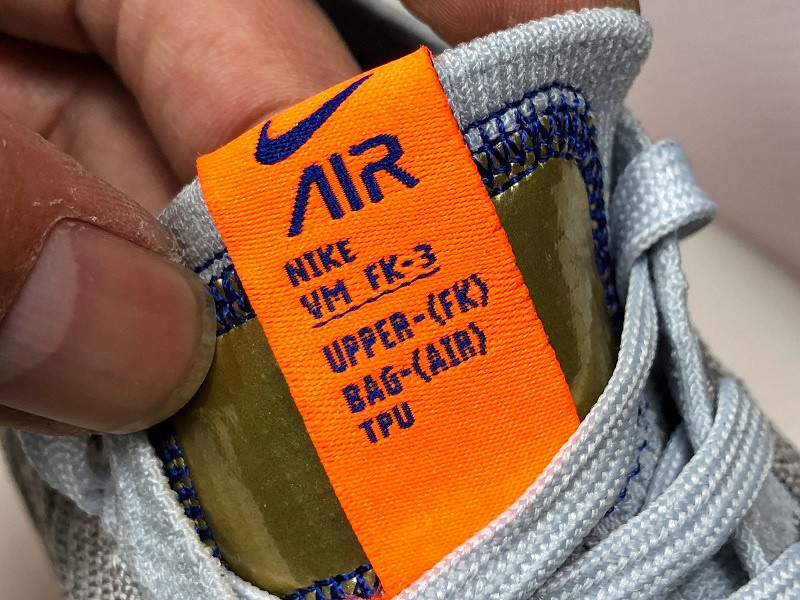 AIR
NIKE
VM FK-3
UPPER-(FK)
BAG-(AIR)
TPU